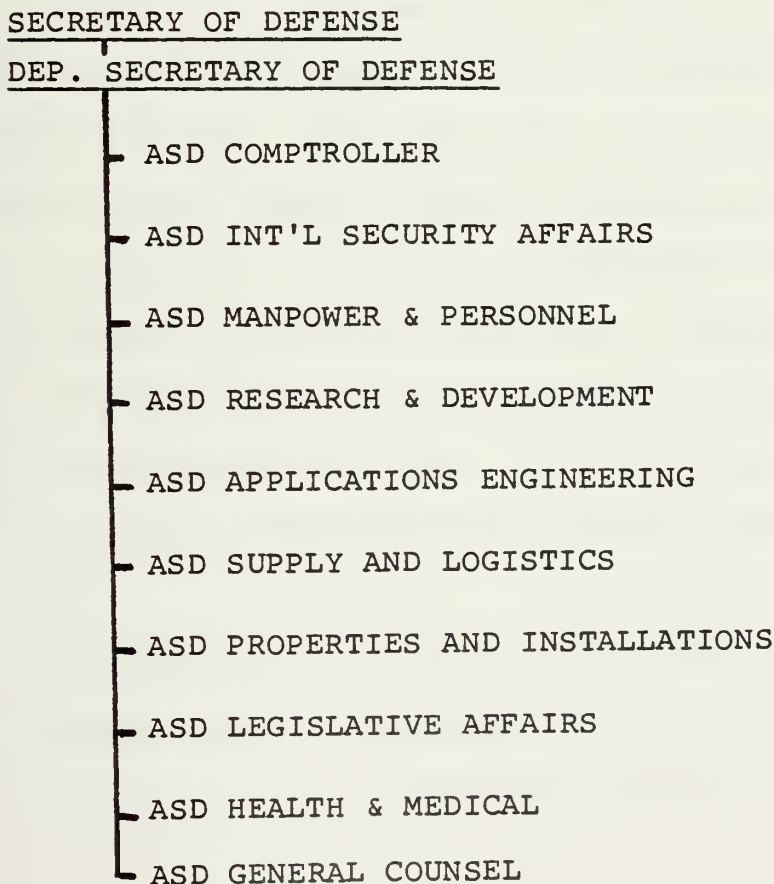 SECRETARY OF DEFENSE
DEP. SECRETARY OF DEFENSE
ASD COMPTROLLER
ASD INT'L SECURITY AFFAIRS
ASD MANPOWER & PERSONNEL
ASD RESEARCH & DEVELOPMENT
ASD APPLICATIONS ENGINEERING
ASD SUPPLY AND LOGISTICS
ASD PROPERTIES AND INSTALLATIONS
ASD LEGISLATIVE AFFAIRS
ASD HEALTH & MEDICAL
ASD GENERAL COUNSEL